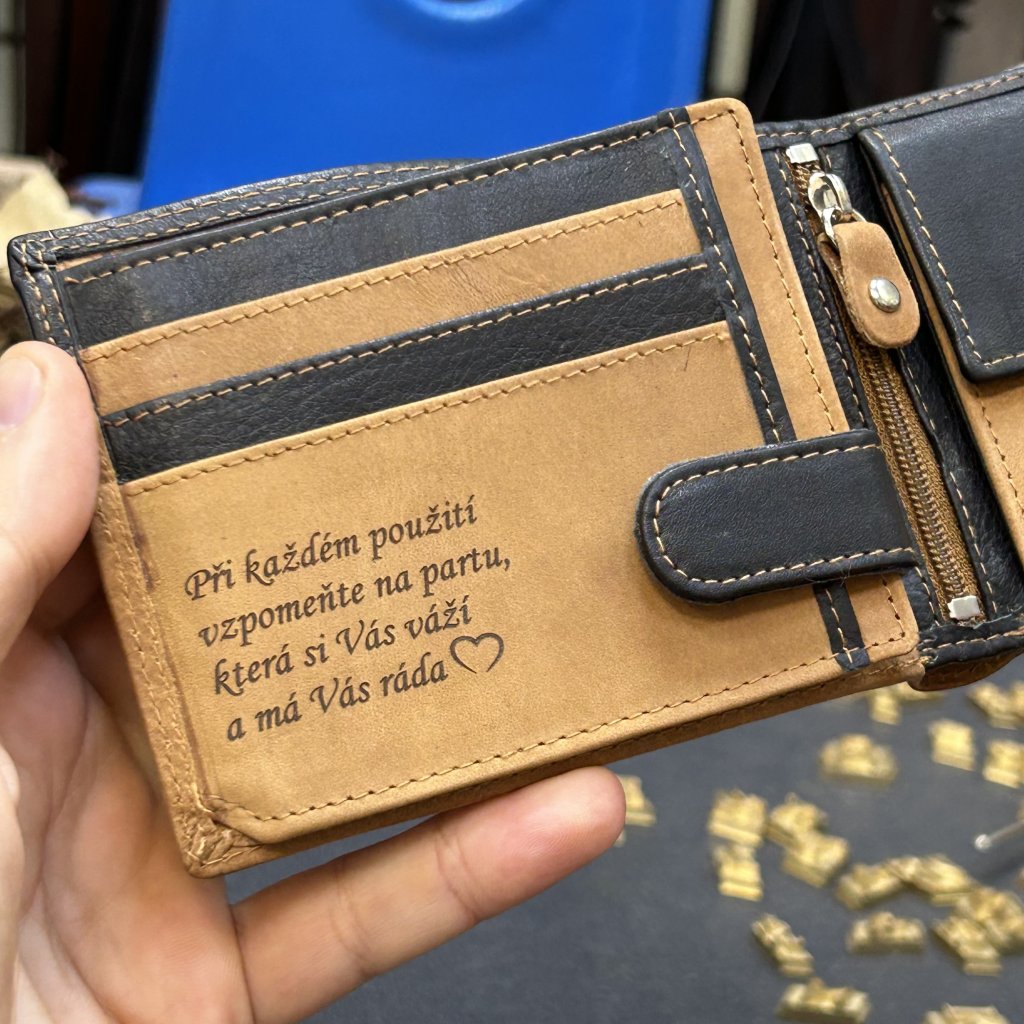 Při každém použití
vzpomeňte na partu,
která si Vás váží
a má Vás ráda♡